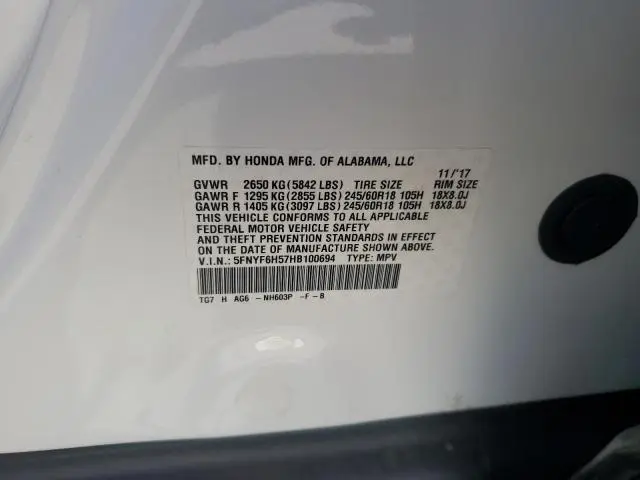 MFD. BY HONDA MFG. OF ALABAMA, LLC
11/'17
GVWR 2650 KG(5842 LBS) TIRE SIZE RIM SIZE
GAWR F 1295 KG(2855 LBS)245/60R18 105H 18X8.0J
GAWR R 1405 KG(3097 LBS)245/60R18 105H 18X8.0J
THIS VEHICLE CONFORMS TO ALL APPLICABLE
FEDERAL MOTOR VEHICLE SAFETY
AND THEFT PREVENTION STANDARDS IN EFFECT
ON THE DATE OF MANUFACTURE SHOWN ABOVE.
V.I.N.: 5FNYF6H57HB100694 TYPE: MPV
TG7 H AG6 -NH603P -F-B